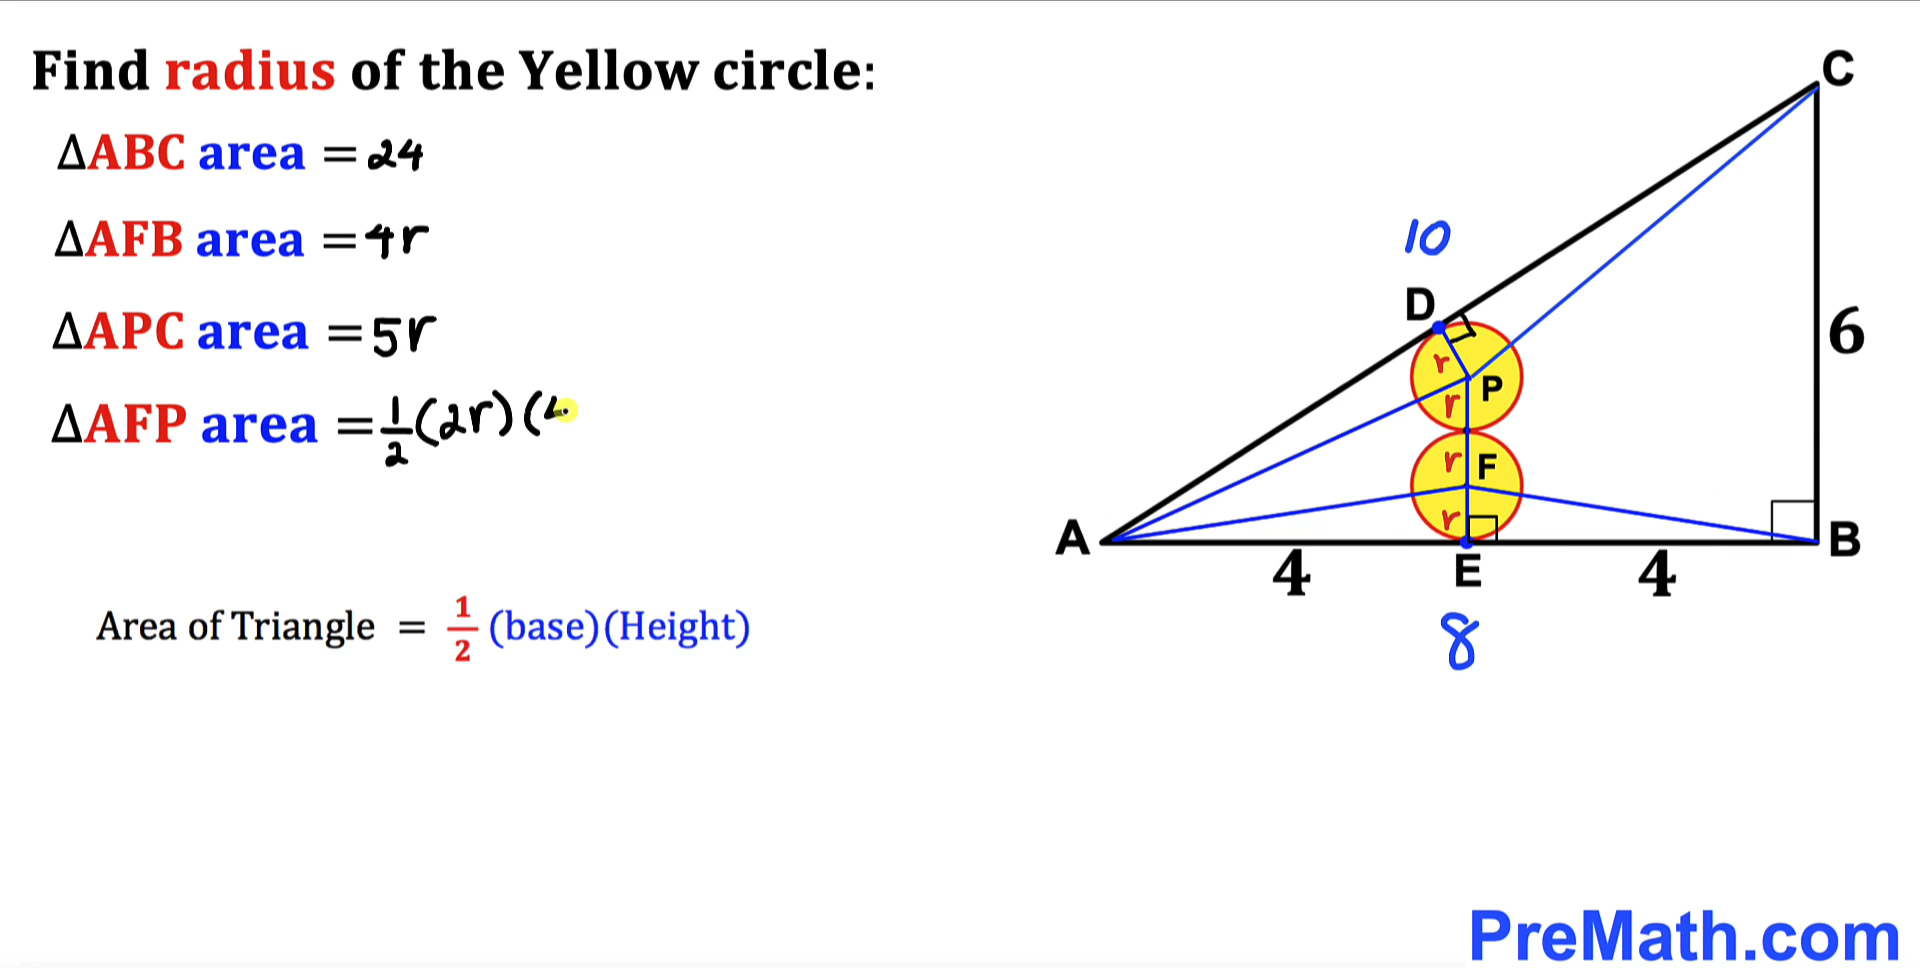 Find radius of the Yellow circle:
ΔABC area = 24
ΔAFB area = 4r
ΔAPC area = 5r
ΔAFP area = 1/2 (2r)(
Area of Triangle = 1/2 (base)(Height)
C
10
D
6
r
P
r
r
F
r
A
B
4
E
4
8
PreMath.com